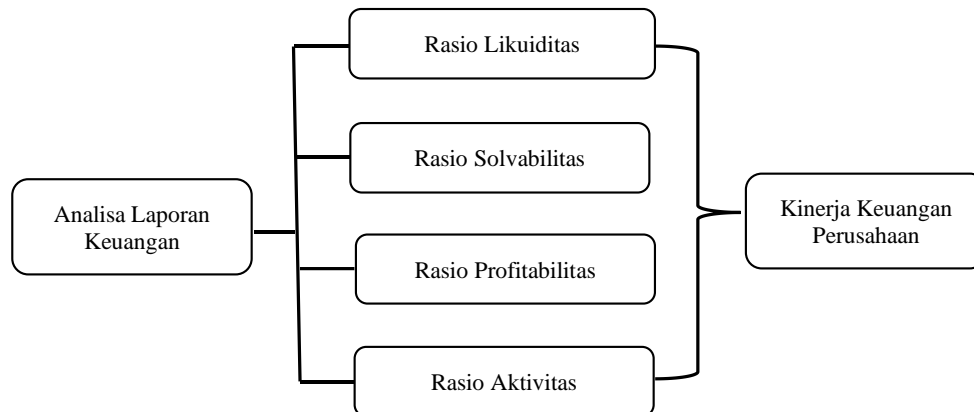 Analisa Laporan
Keuangan
Rasio Likuiditas
Rasio Solvabilitas
Rasio Profitabilitas
Rasio Aktivitas
Kinerja Keuangan
Perusahaan